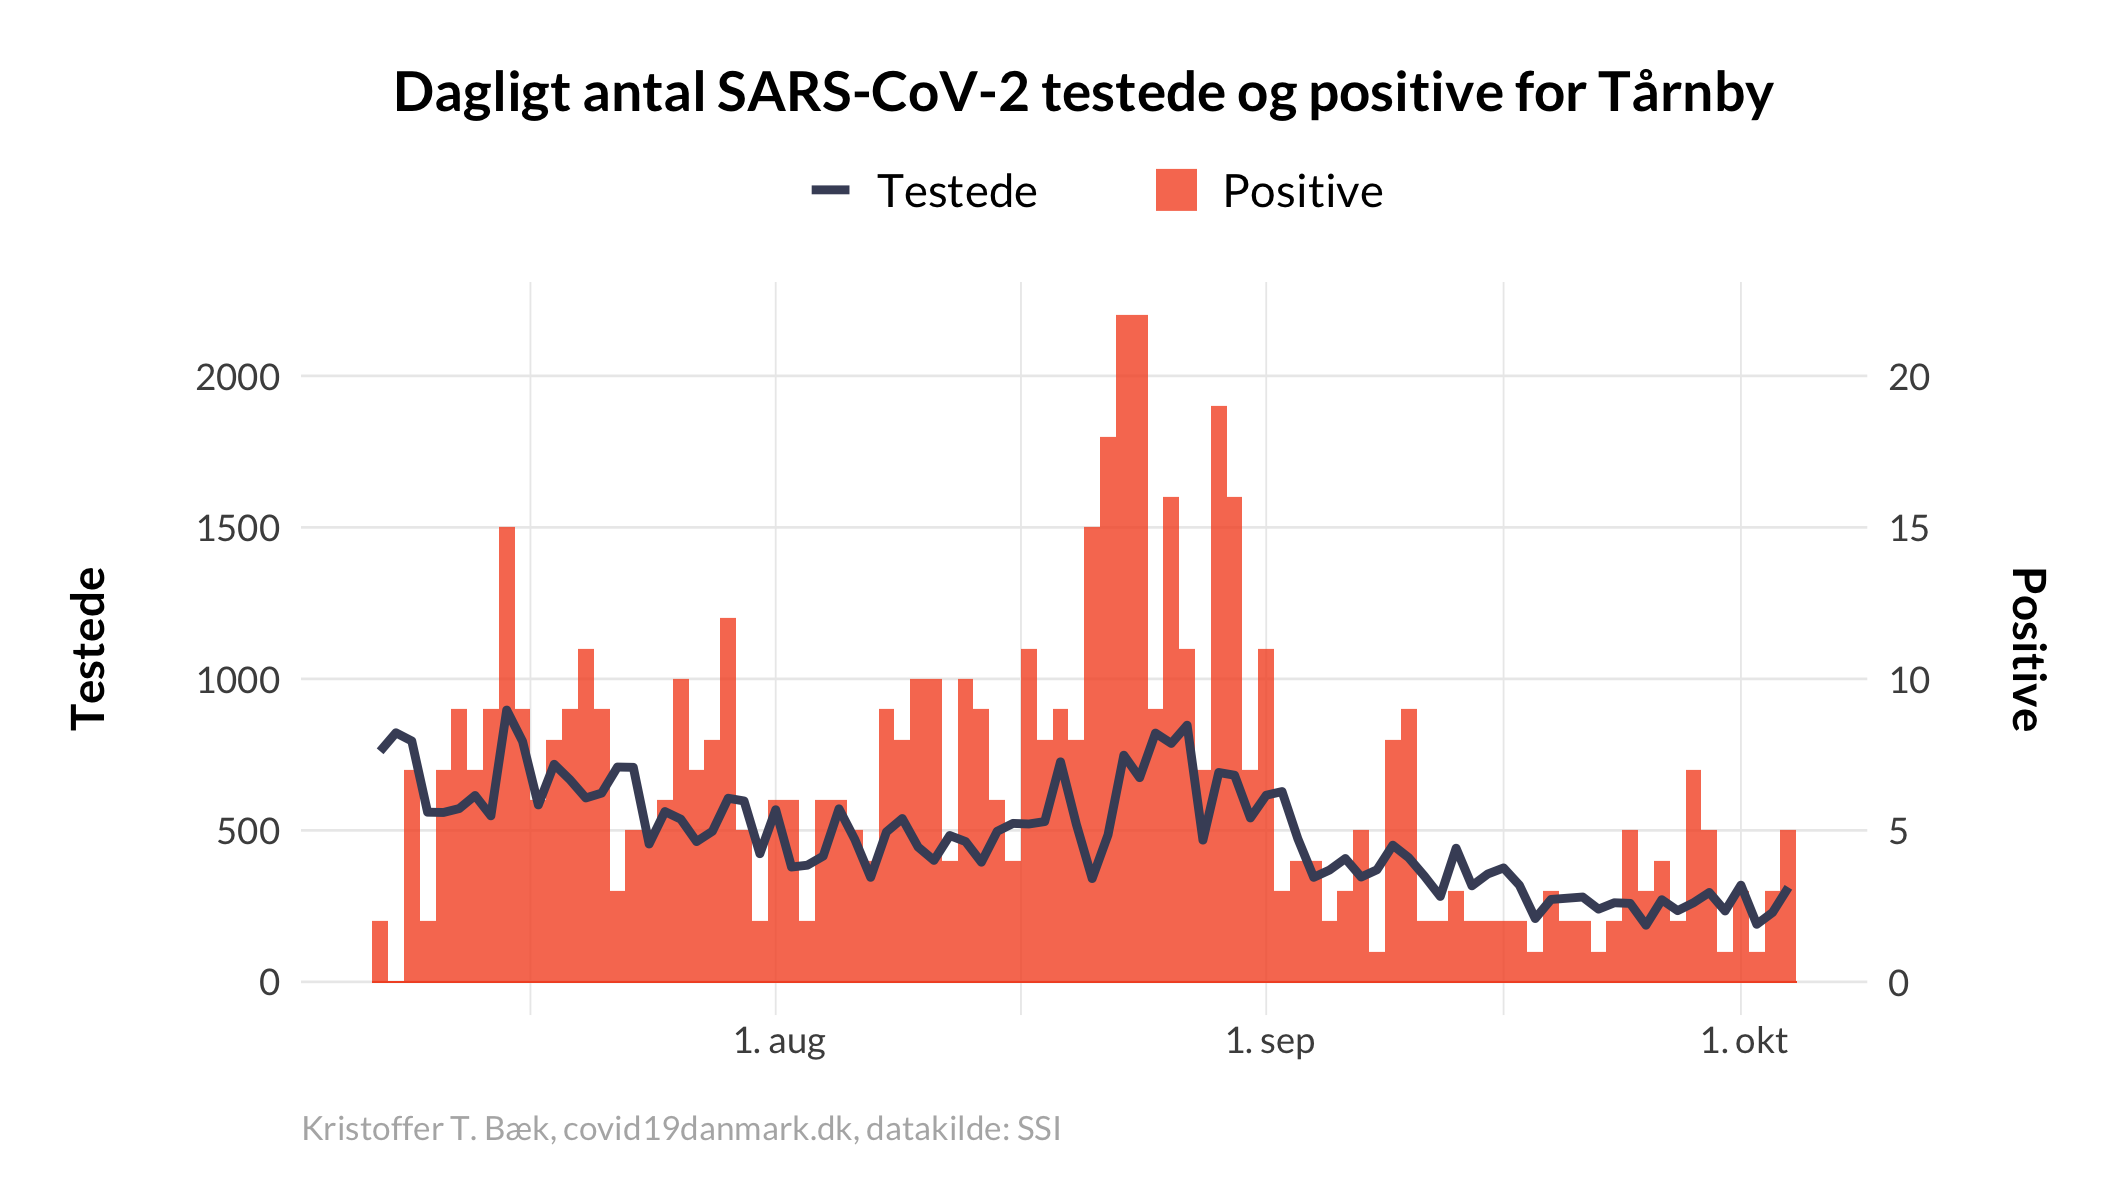 Dagligt antal SARS-CoV-2 testede og positive for Tårnby
Testede
Positive
2000
1500
1000
500
0
Testede
20
15
10
5
0
Positive
1. aug
1. sep
1. okt
Kristoffer T. Bæk, covid19danmark.dk, datakilde: SSI